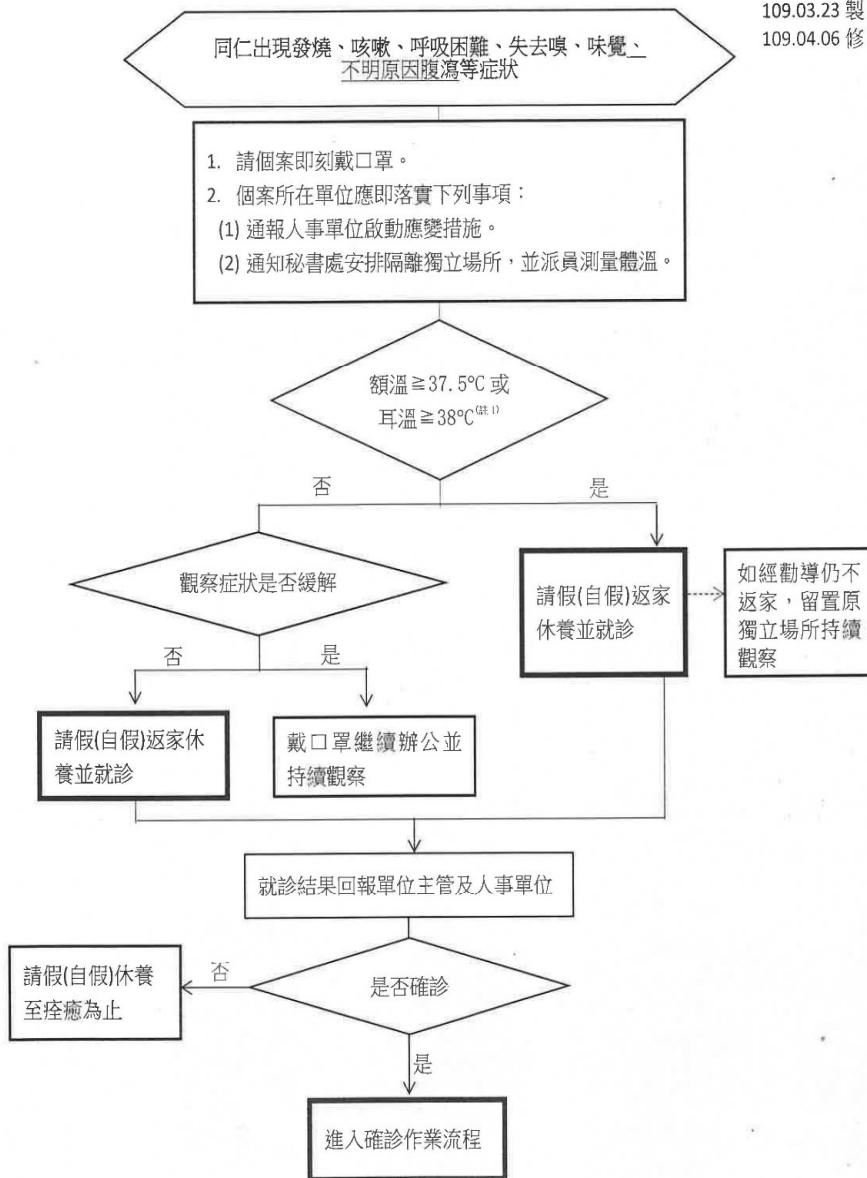 109.03.23 製
109.04.06 修
同仁出現發燒、咳嗽、呼吸困難、失去嗅、味覺、
不明原因腹瀉等症狀
1. 請個案即刻戴口罩。
2. 個案所在單位應即落實下列事項：
(1) 通報人事單位啟動應變措施。
(2) 通知秘書處安排隔離獨立場所，並派員測量體溫。
額溫≧37.5℃ 或
耳溫≧38℃(註 1)
否
是
觀察症狀是否緩解
請假(自假)返家
休養並就診
如經勸導仍不
返家，留置原
獨立場所持續
觀察
否
是
請假(自假)返家休
養並就診
戴口罩繼續辦公並
持續觀察
就診結果回報單位主管及人事單位
是否確診
否
請假(自假)休養
至痊癒為止
是
進入確診作業流程